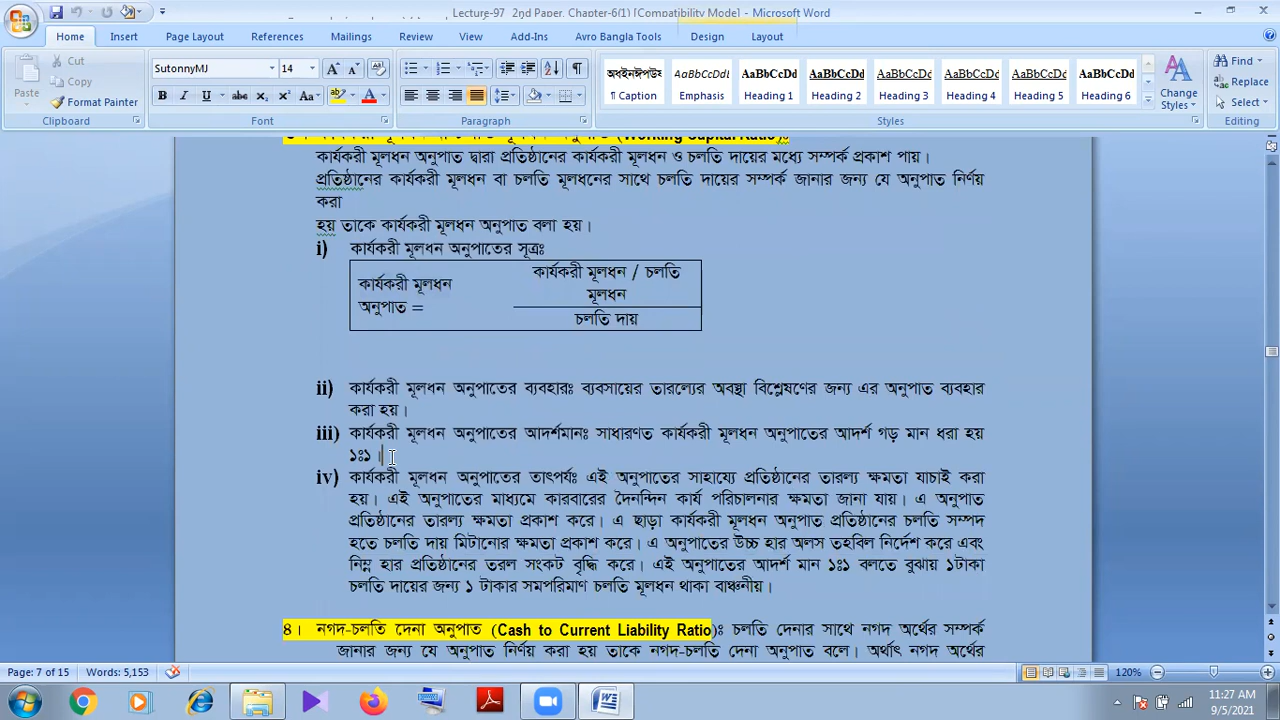 Lecture-97 2nd Paper. Chapter-6(1) [Compatibility Mode] - Microsoft Word
Home Insert Page Layout References Mailings Review View Add-Ins Avro Bangla Tools Design Layout
Paste Cut Copy Format Painter
SutonnyMJ 14
অআইঈউ ¶ Caption AaBbCcDd Emphasis AaBbCcDd Heading 1 AaBbCcDd Heading 2 AaBbCcDd Heading 3 AaBbCcDd Heading 4 AaBbCcDd Heading 5 AaBbCcDd Heading 6
Change Styles
Find Replace Select
Clipboard Font Paragraph Styles Editing
(Working Capital Ratio)ঃ
কার্যকরী মূলধন অনুপাত দ্বারা প্রতিষ্ঠানের কার্যকরী মূলধন ও চলতি দায়ের মধ্যে সম্পর্ক প্রকাশ পায়।
প্রতিষ্ঠানের কার্যকরী মূলধন বা চলতি মূলধনের সাথে চলতি দায়ের সম্পর্ক জানার জন্য যে অনুপাত নির্ণয়
করা
হয় তাকে কার্যকরী মূলধন অনুপাত বলা হয়।
i) কার্যকরী মূলধন অনুপাতের সূত্রঃ
কার্যকরী মূলধন / চলতি
কার্যকরী মূলধন
মূলধন
অনুপাত =
চলতি দায়
ii) কার্যকরী মূলধন অনুপাতের ব্যবহারঃ ব্যবসায়ের তারল্যের অবস্থা বিশ্লেষণের জন্য এর অনুপাত ব্যবহার
করা হয়।
iii) কার্যকরী মূলধন অনুপাতের আদর্শমানঃ সাধারণত কার্যকরী মূলধন অনুপাতের আদর্শ গড় মান ধরা হয়
১ঃ১।
iv) কার্যকরী মূলধন অনুপাতের তাৎপর্যঃ এই অনুপাতের সাহায্যে প্রতিষ্ঠানের তারল্য ক্ষমতা যাচাই করা
হয়। এই অনুপাতের মাধ্যমে কারবারের দৈনন্দিন কার্য পরিচালনার ক্ষমতা জানা যায়। এ অনুপাত
প্রতিষ্ঠানের তারল্য ক্ষমতা প্রকাশ করে। এ ছাড়া কার্যকরী মূলধন অনুপাত প্রতিষ্ঠানের চলতি সম্পদ
হতে চলতি দায় মিটানোর ক্ষমতা প্রকাশ করে। এ অনুপাতের উচ্চ হার অলস তহবিল নির্দেশ করে এবং
নিম্ন হার প্রতিষ্ঠানের তরল সংকট বৃদ্ধি করে। এই অনুপাতের আদর্শ মান ১ঃ১ বলতে বুঝায় ১টাকা
চলতি দায়ের জন্য ১ টাকার সমপরিমাণ চলতি মূলধন থাকা বাঞ্চনীয়।
৪। নগদ-চলতি দেনা অনুপাত (Cash to Current Liability Ratio)ঃ চলতি দেনার সাথে নগদ অর্থের সম্পর্ক
জানার জন্য যে অনুপাত নির্ণয় করা হয় তাকে নগদ-চলতি দেনা অনুপাত বলে। অর্থাৎ নগদ অর্থের
Page: 7 of 15 Words: 5,153 120%
11:27 AM
9/5/2021